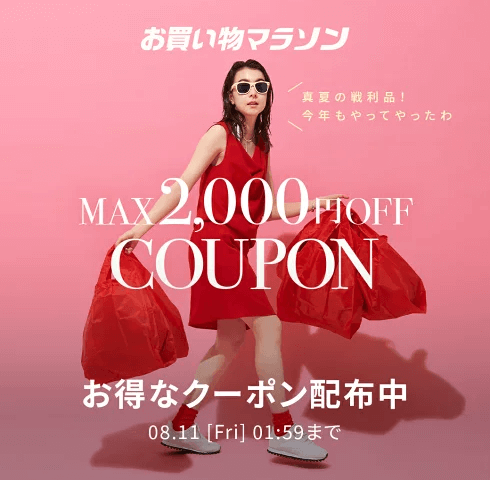 お買い物マラソン
真夏の戦利品！
今年もやってやったわ
MAX2,000円OFF
COUPON
お得なクーポン配布中
08.11 [Fri] 01:59まで